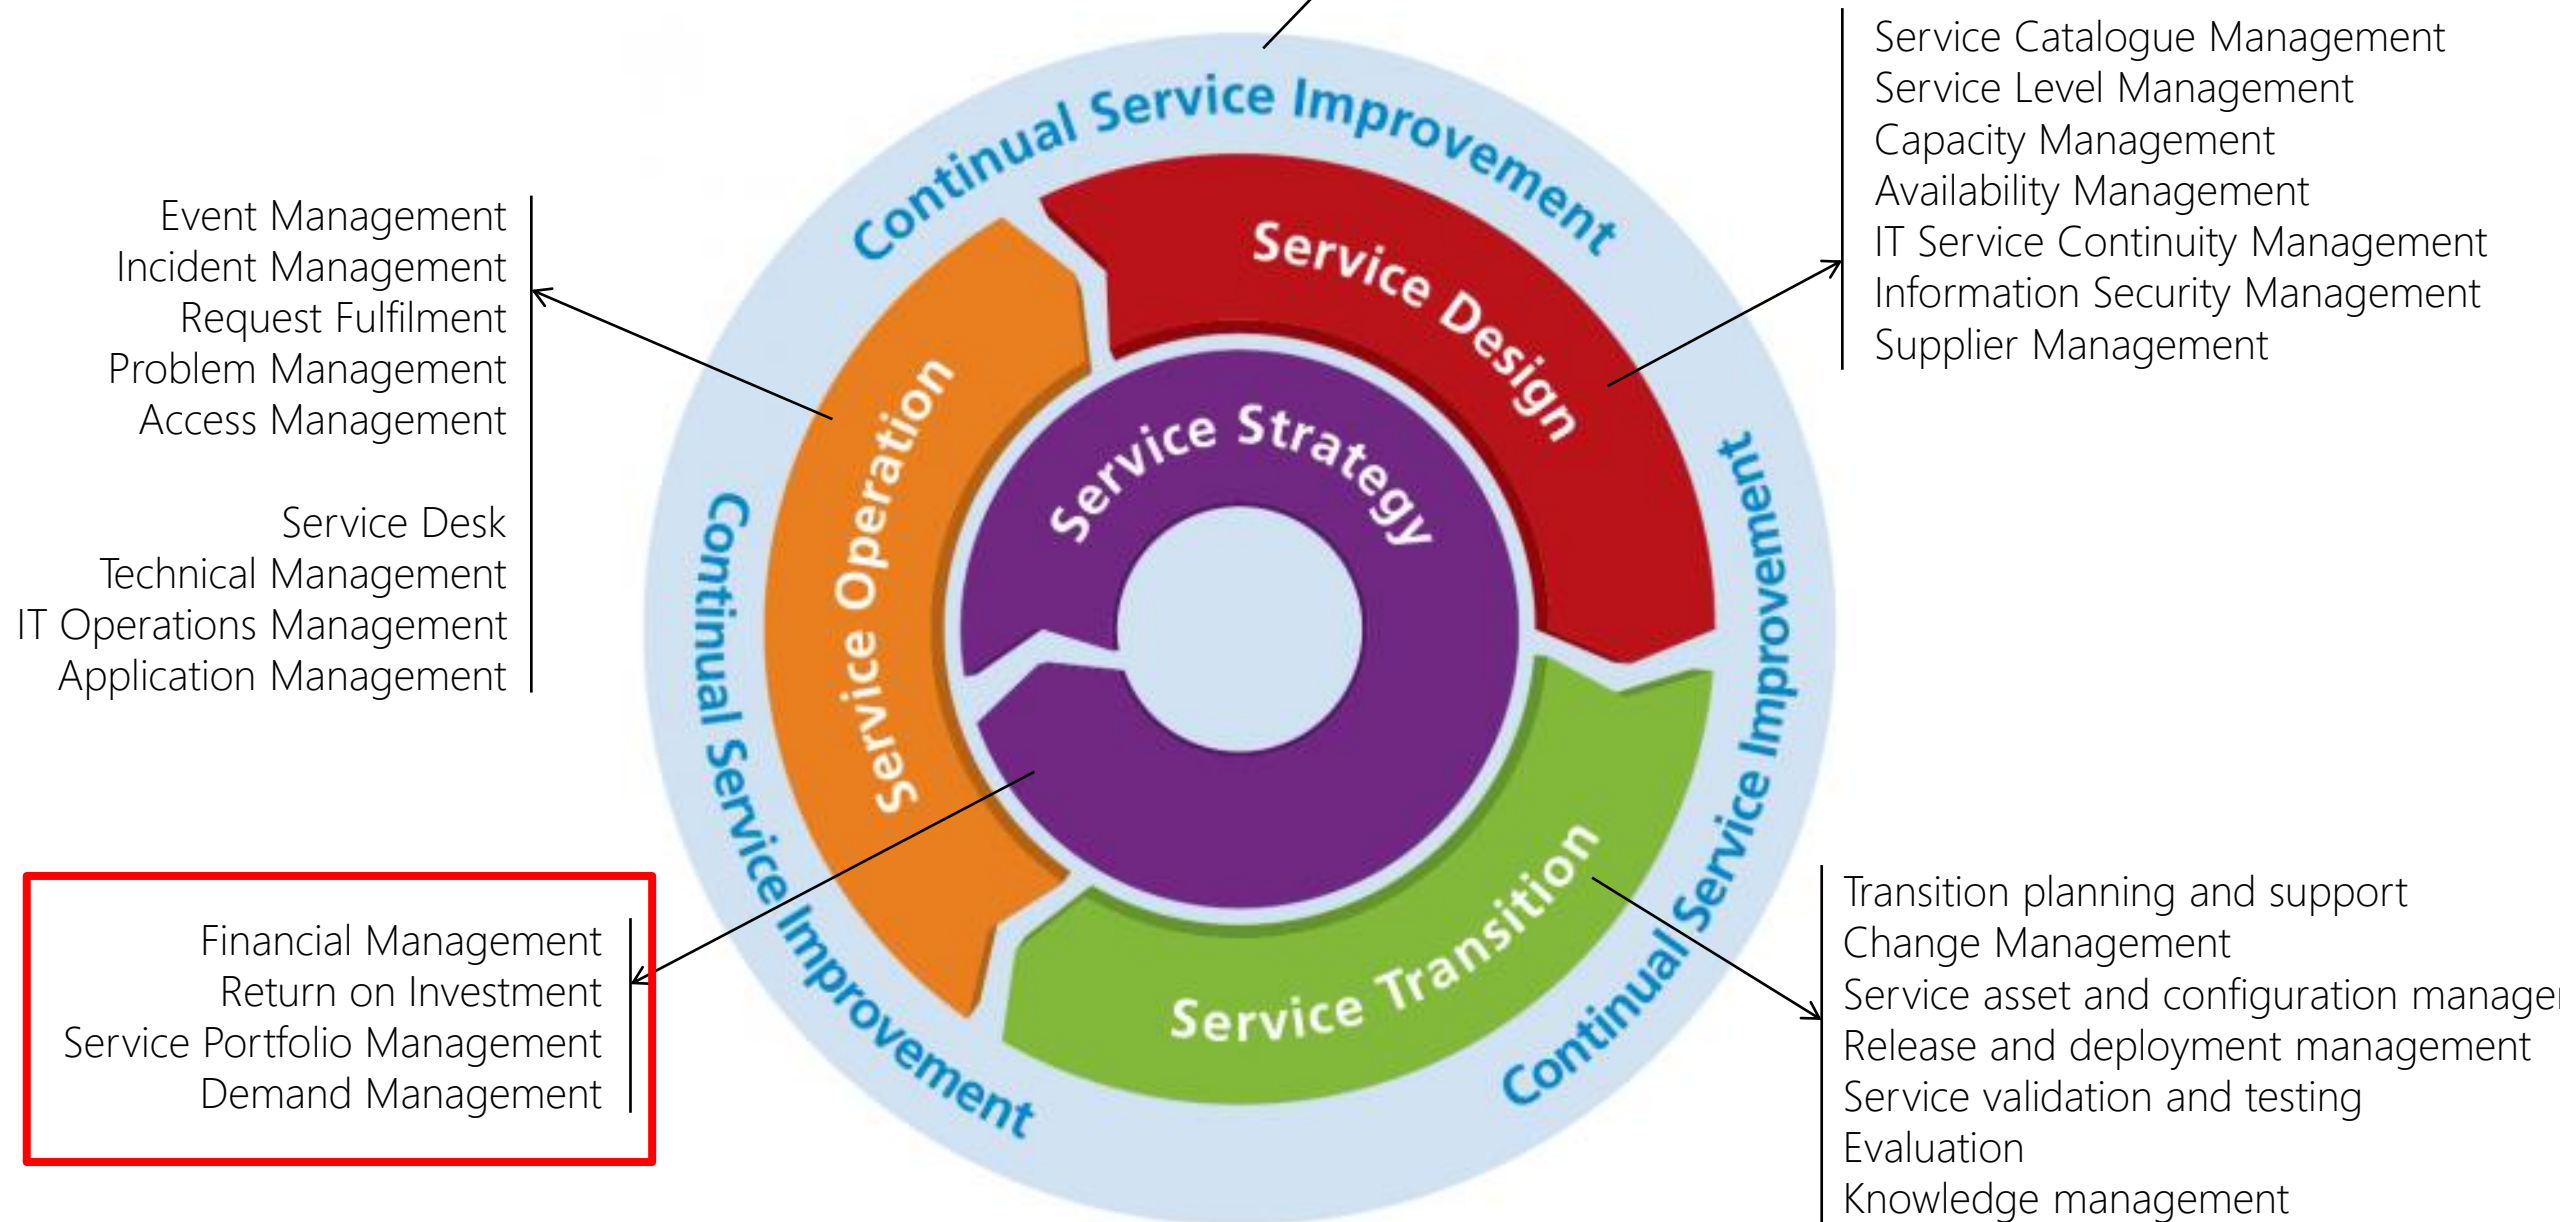 Continual Service Improvement
Service Design
Service Strategy
Service Operation
Service Transition
Continual Service Improvement
Continual Service Improvement
Event Management
Incident Management
Request Fulfilment
Problem Management
Access Management
Service Desk
Technical Management
IT Operations Management
Application Management
Financial Management
Return on Investment
Service Portfolio Management
Demand Management
Service Catalogue Management
Service Level Management
Capacity Management
Availability Management
IT Service Continuity Management
Information Security Management
Supplier Management
Transition planning and support
Change Management
Service asset and configuration
Release and deployment management
Service validation and testing
Evaluation
Knowledge management